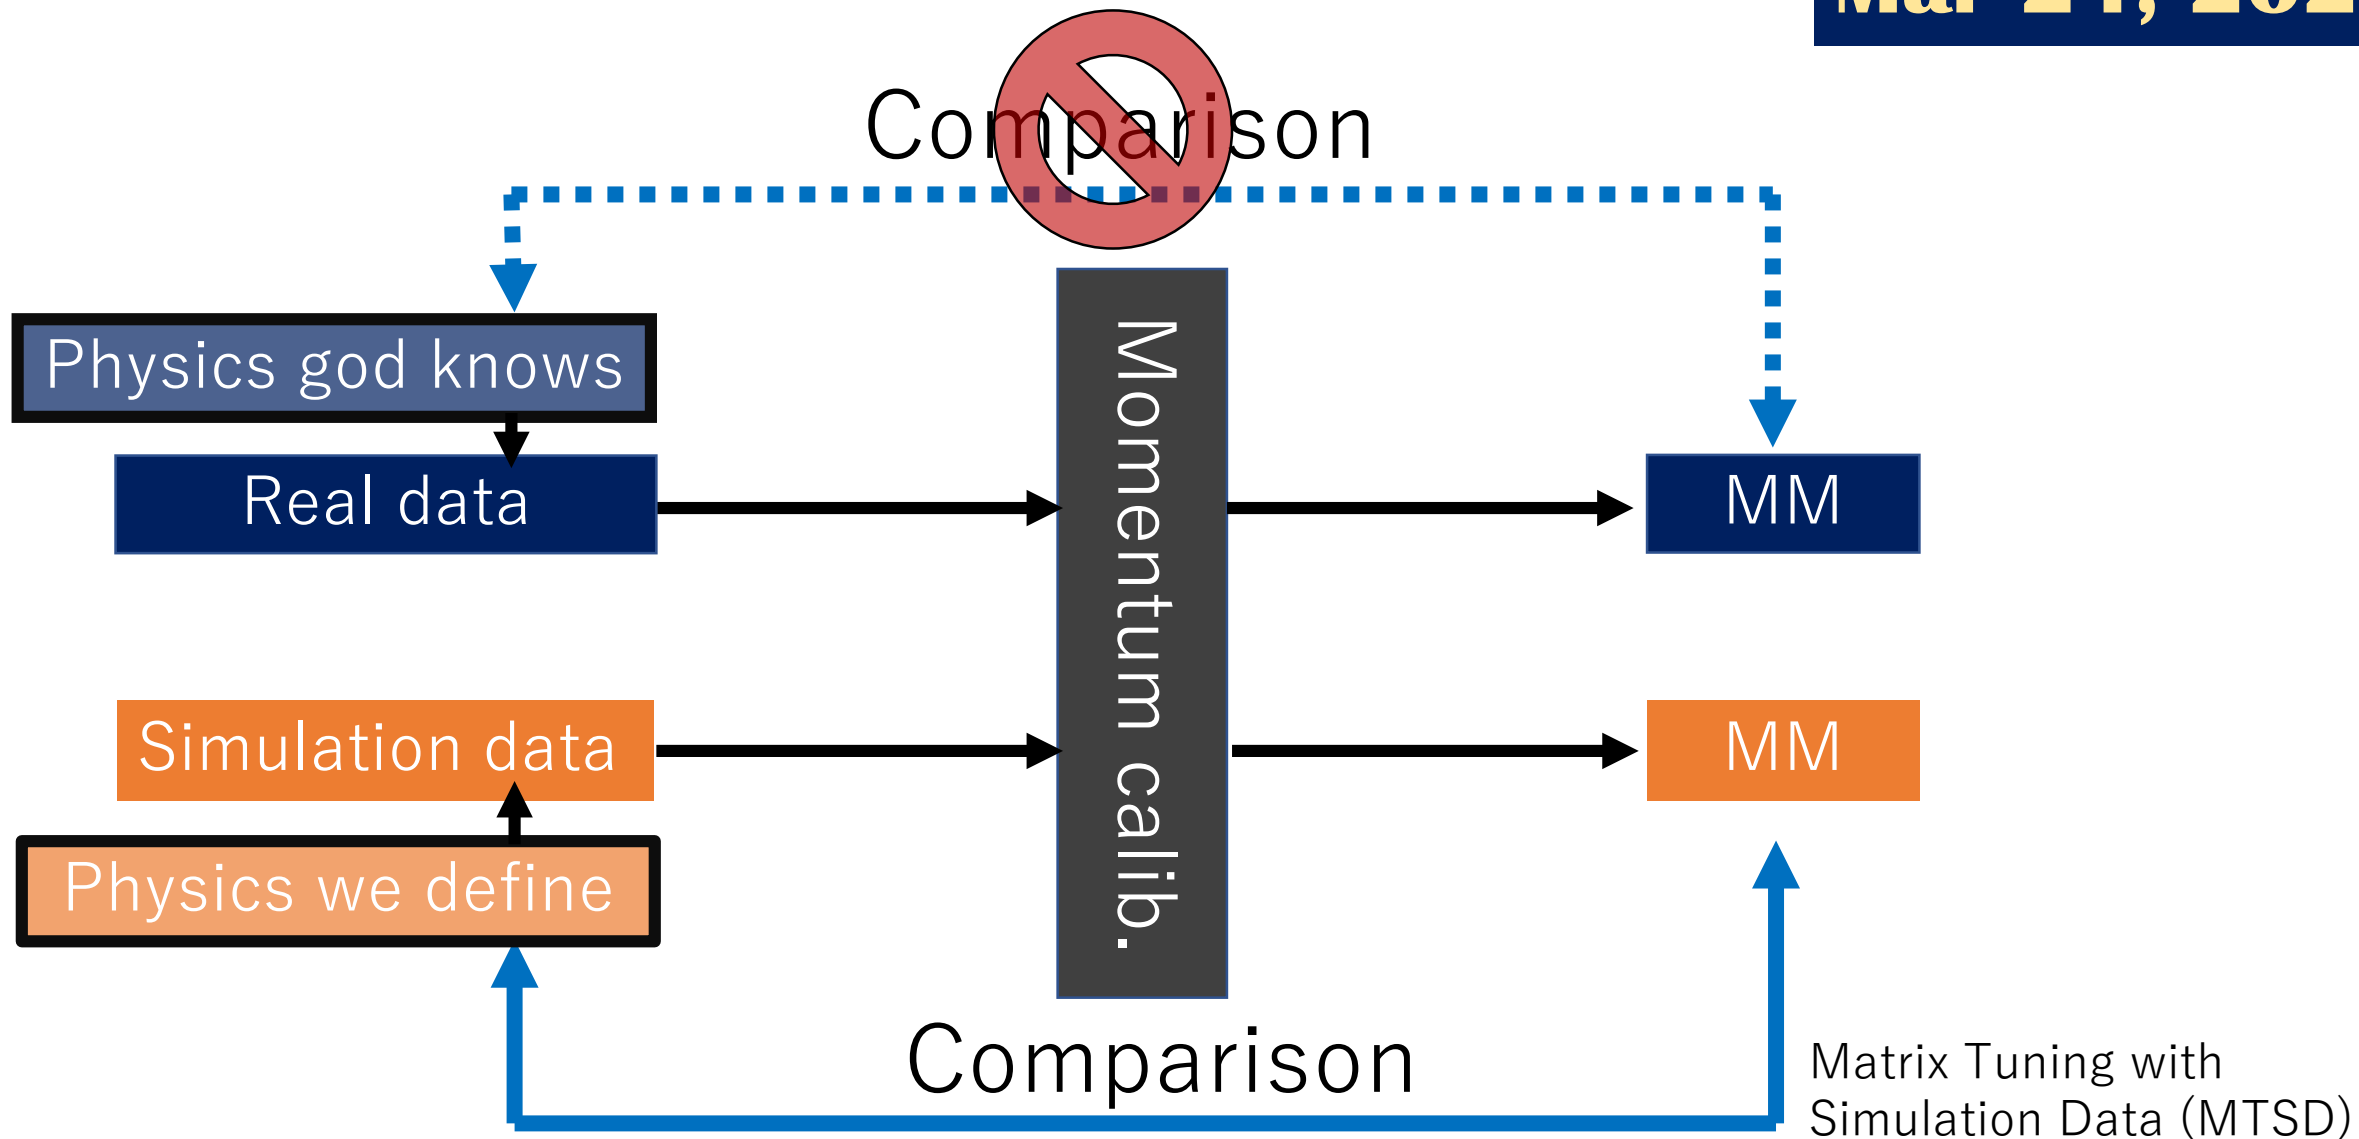 Comparison
Physics god knows
Real data
MM
Momentum calib.
Simulation data
MM
Physics we define
Comparison
Matrix Tuning with
Simulation Data (MTSD)